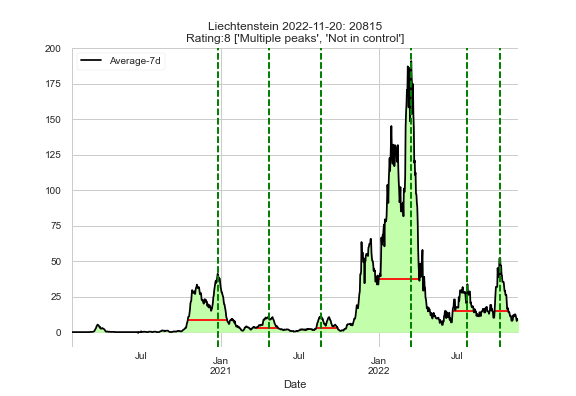 Liechtenstein 2022-11-20: 20815
Rating:8 ['Multiple peaks', 'Not in control']
200
Average-7d
175
150
125
100
75
50
25
0
Jul
Jan
2021
Jul
Jan
2022
Jul
Date